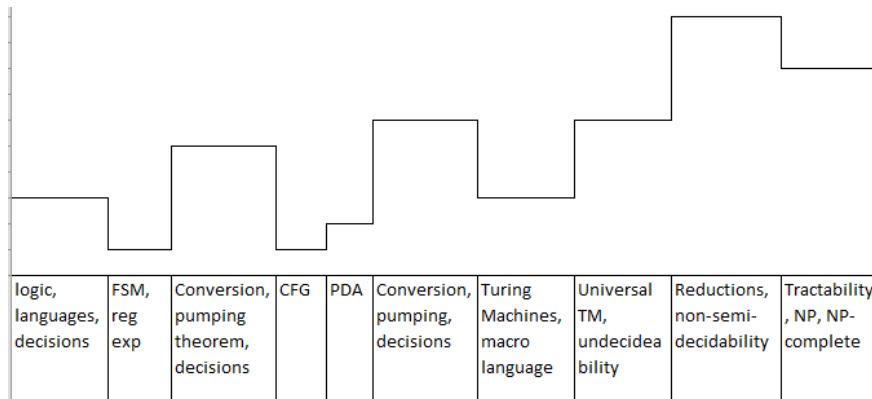 logic,
languages,
decisions
FSM,
reg
exp
Conversion,
pumping
theorem,
decisions
CFG
PDA
Conversion,
pumping,
decisions
Turing
Machines,
macro
language
Universal
TM,
undecidea
bility
Reductions,
non-semi-
decidability
Tractability
, NP, NP-
complete